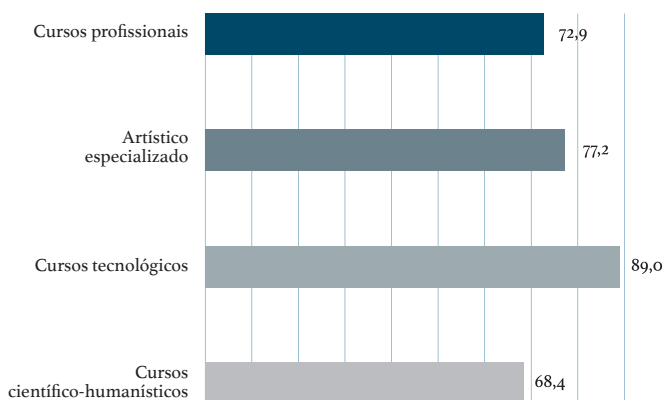 Cursos profissionais
72,9
Artístico
especializado
77,2
Cursos tecnológicos
89,0
Cursos
científico-humanísticos
68,4